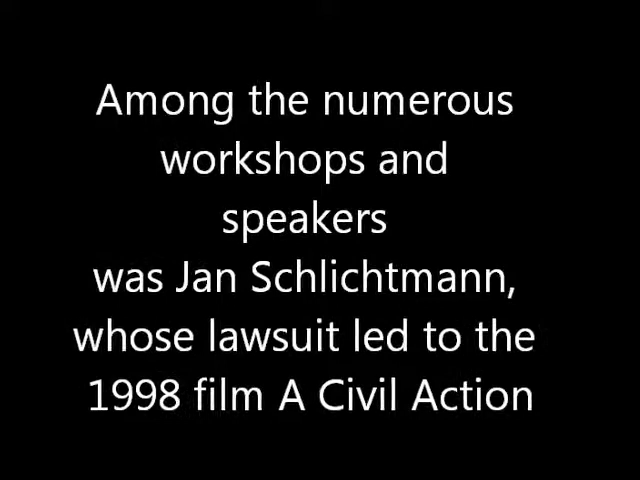 Among the numerous
workshops and
speakers
was Jan Schlichtmann,
whose lawsuit led to the
1998 film A Civil Action